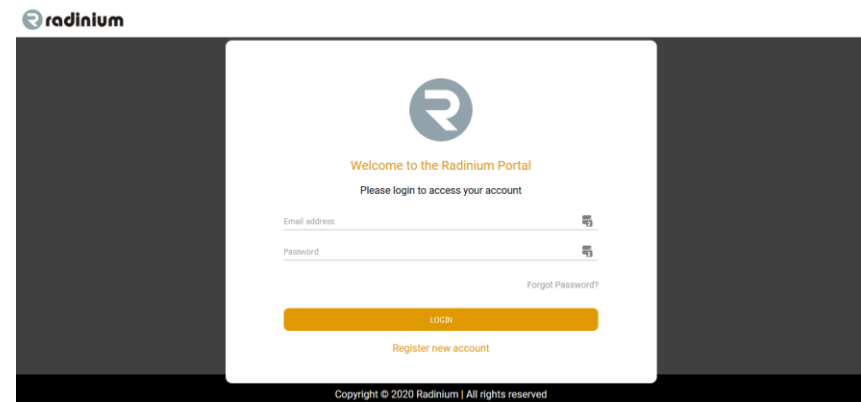 radinium
Welcome to the Radinium Portal
Please login to access your account
Email address
Password
Forgot Password?
LOGIN
Register new account
Copyright © 2020 Radinium | All rights reserved